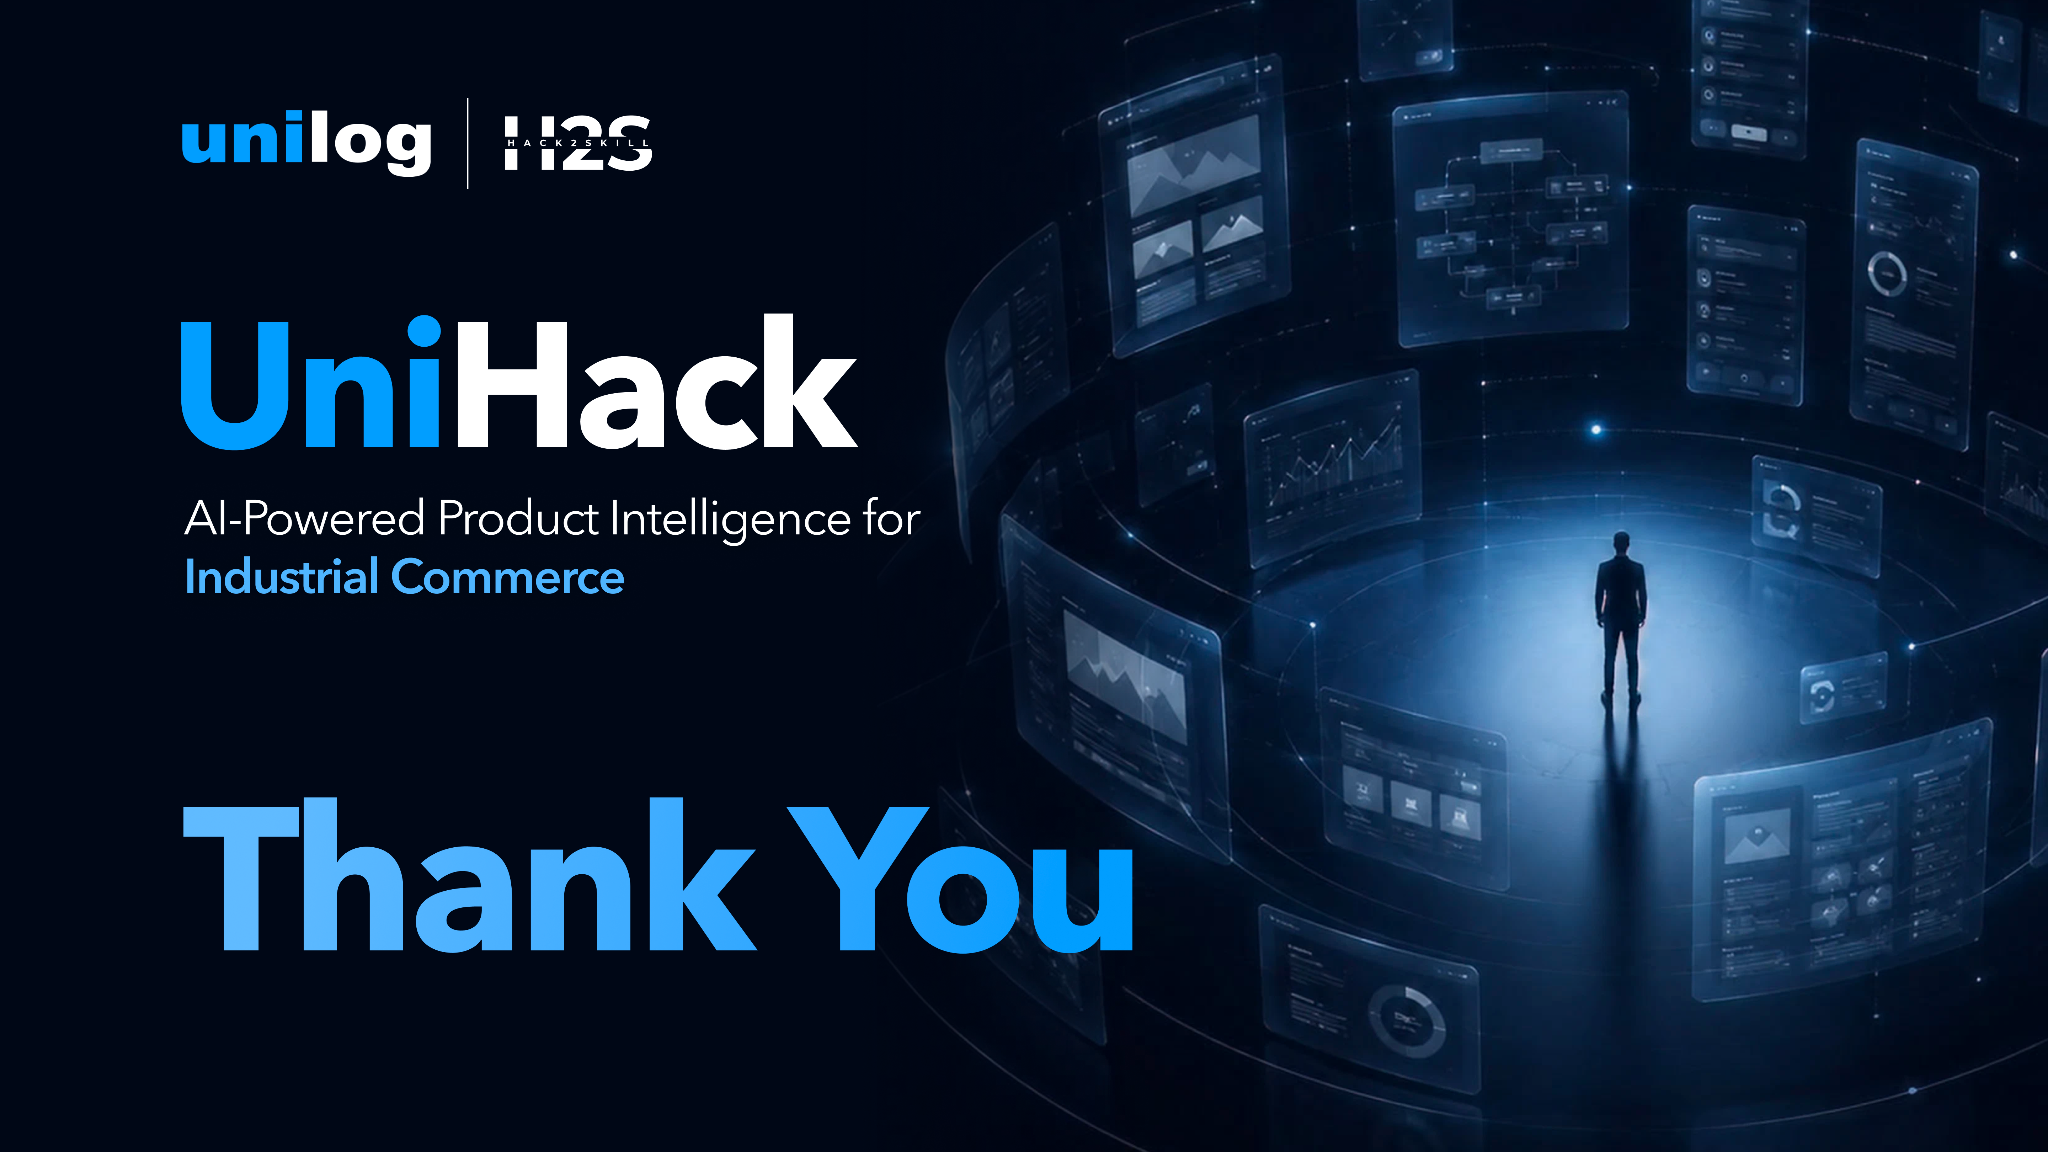 unilog
H2S
HACK2SKILL
UniHack
AI-Powered Product Intelligence for
Industrial Commerce
Thank You